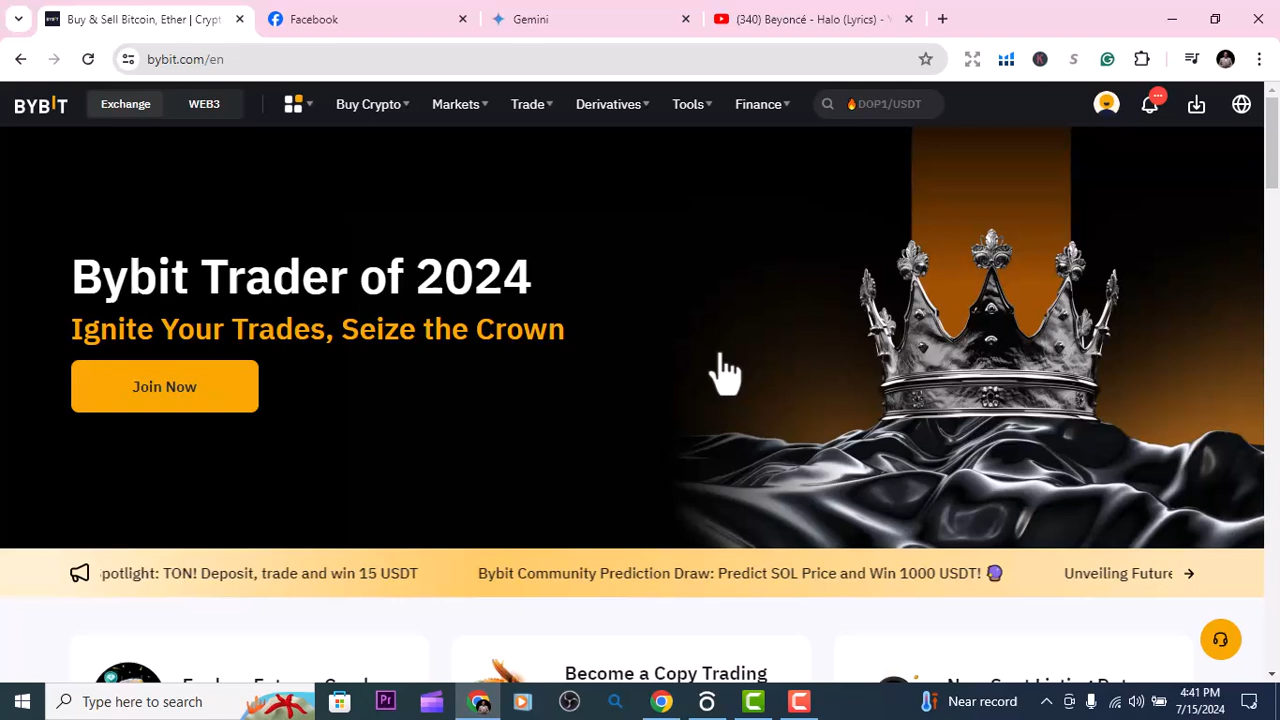 Buy & Sell Bitcoin, Ether | Crypt
Facebook
Gemini
(340) Beyoncé - Halo (Lyrics) -
bybit.com/en
BYBIT
Exchange
WEB3
Buy Crypto
Markets
Trade
Derivatives
Tools
Finance
DOP1/USDT
Bybit Trader of 2024
Ignite Your Trades, Seize the Crown
Join Now
potlight: TON! Deposit, trade and win 15 USDT
Bybit Community Prediction Draw: Predict SOL Price and Win 1000 USDT!
Unveiling Future
Become a Copy Trading
Type here to search
Near record
4:41 PM
7/15/2024